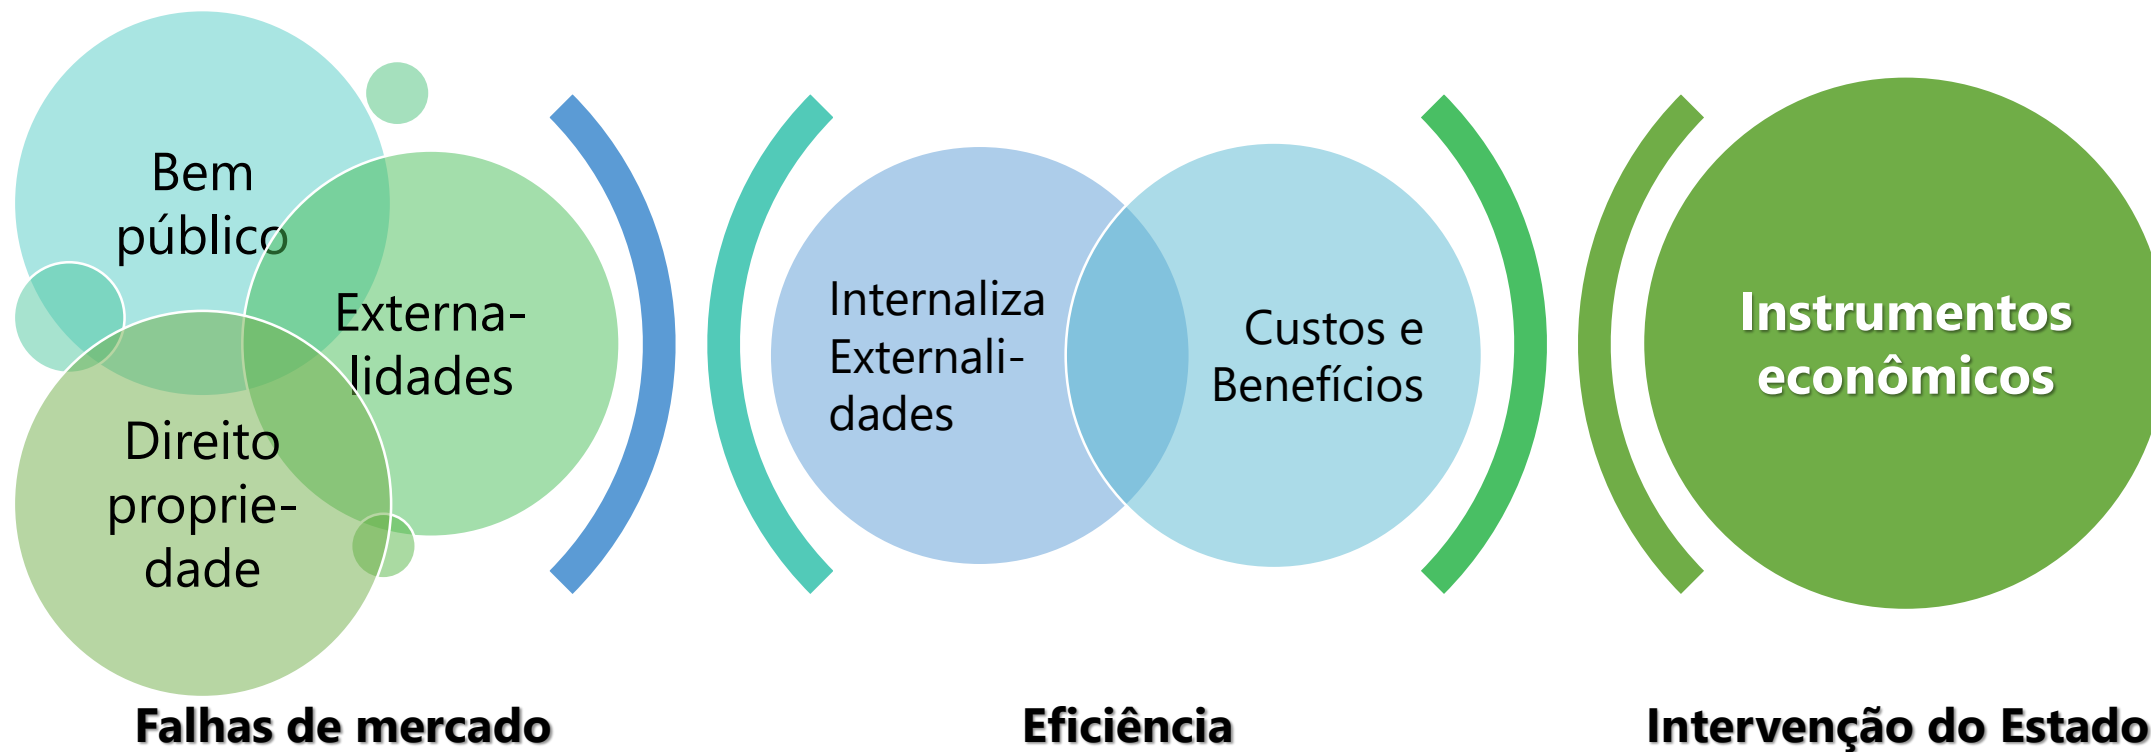 Bem
público
Externa-
lidades
Direito
proprie-
dade
Falhas de mercado
Internaliza
Externali-
dades
Custos e
Benefícios
Eficiência
Instrumentos
econômicos
Intervenção do Estado